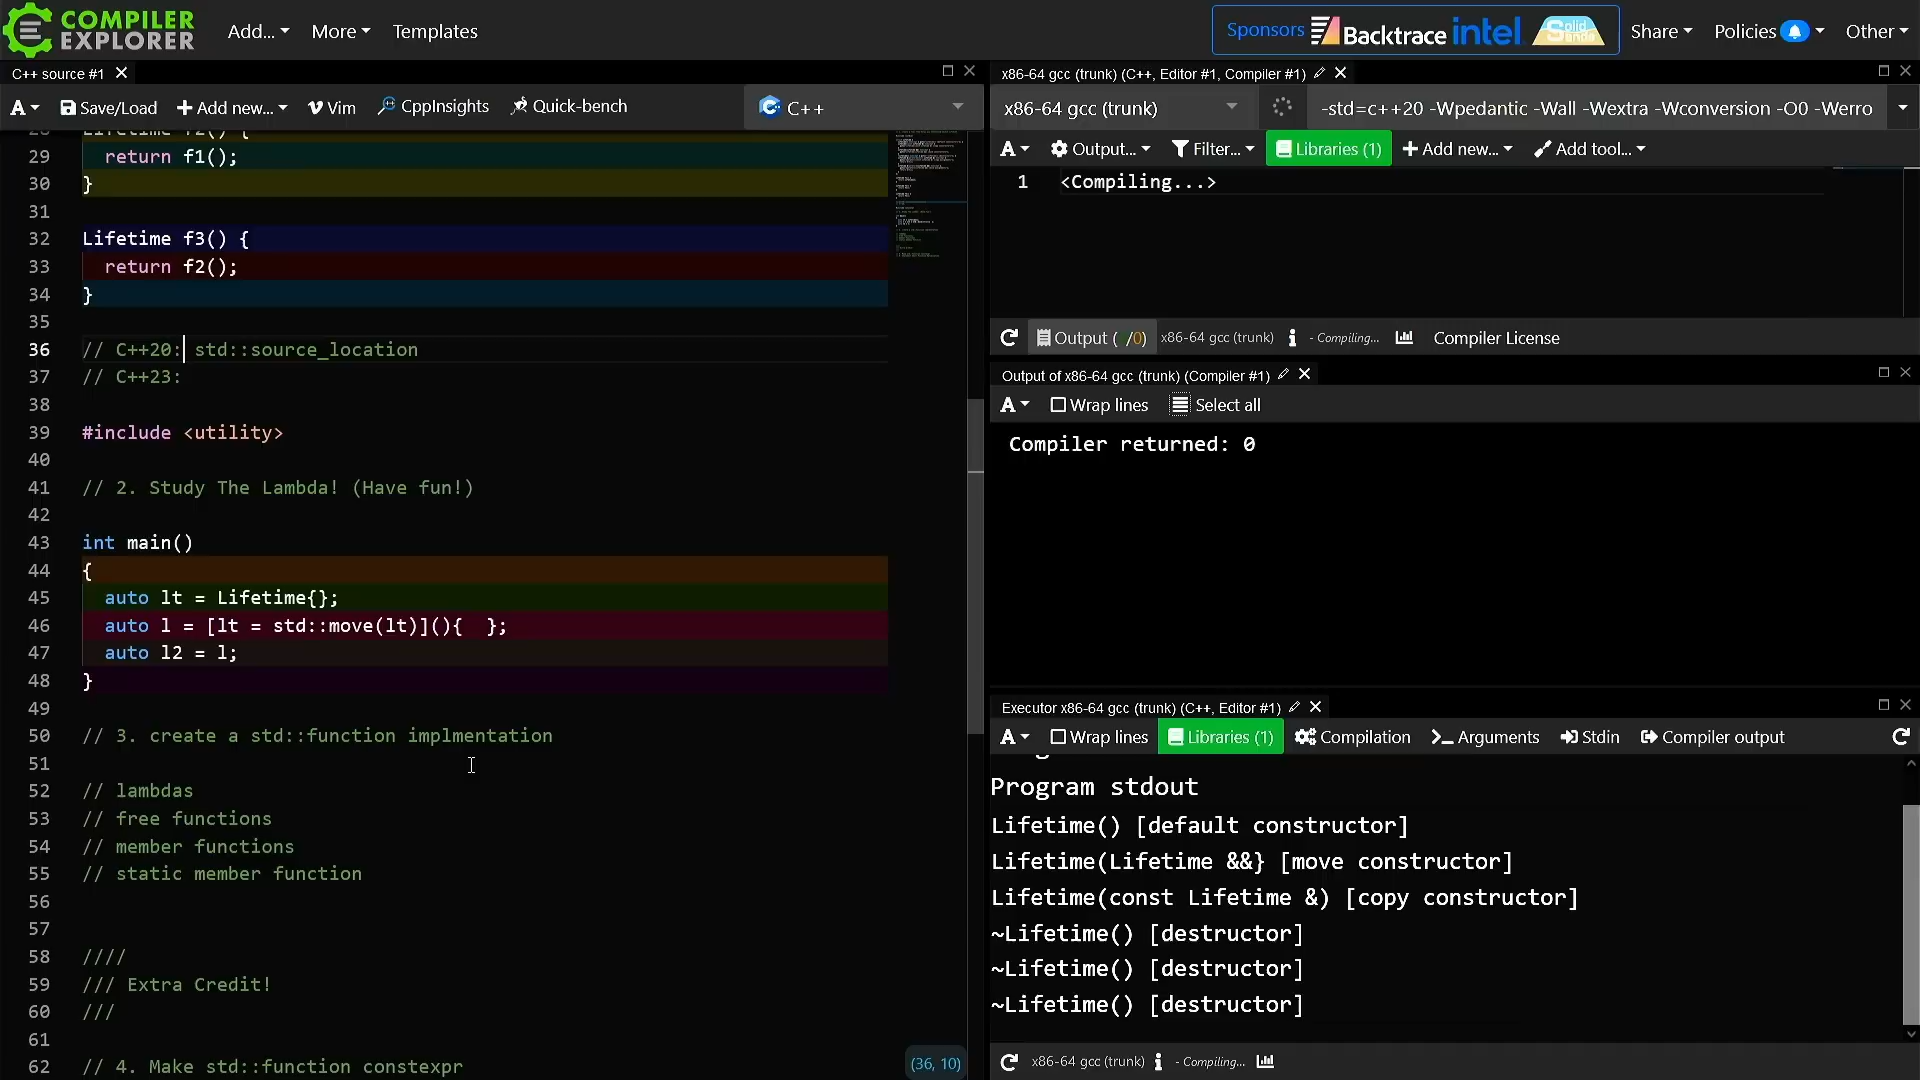 COMPILER
EXPLORER
Add...
More
Templates
Sponsors
Backtrace
intel
Solid
Sands
Share
Policies
Other
C++ source #1
A
Save/Load
Add new...
Vim
CppInsights
Quick-bench
C++
28 Lifetime f2() {
29 return f1();
30 }
31
32 Lifetime f3() {
33 return f2();
34 }
35
36 // C++20: std::source_location
37 // C++23:
38
39 #include <utility>
40
41 // 2. Study The Lambda! (Have fun!)
42
43 int main()
44 {
45 auto lt = Lifetime{};
46 auto l = [lt = std::move(lt)](){  };
47 auto l2 = l;
48 }
49
50 // 3. create a std::function implmentation
51
52 // lambdas
53 // free functions
54 // member functions
55 // static member function
56
57
58 ////
59 /// Extra Credit!
60 ///
61
62 // 4. Make std::function constexpr
(36, 10)
x86-64 gcc (trunk) (C++, Editor #1, Compiler #1)
x86-64 gcc (trunk)
-std=c++20 -Wpedantic -Wall -Wextra -Wconversion -O0 -Werro
A
Output...
Filter...
Libraries (1)
Add new...
Add tool...
1 <Compiling...>
Output ( /0)
x86-64 gcc (trunk)
- Compiling...
Compiler License
Output of x86-64 gcc (trunk) (Compiler #1)
A
Wrap lines
Select all
Compiler returned: 0
Executor x86-64 gcc (trunk) (C++, Editor #1)
A
Wrap lines
Libraries (1)
Compilation
Arguments
Stdin
Compiler output
Program stdout
Lifetime() [default constructor]
Lifetime(Lifetime &&} [move constructor]
Lifetime(const Lifetime &) [copy constructor]
~Lifetime() [destructor]
~Lifetime() [destructor]
~Lifetime() [destructor]
x86-64 gcc (trunk)
- Compiling...